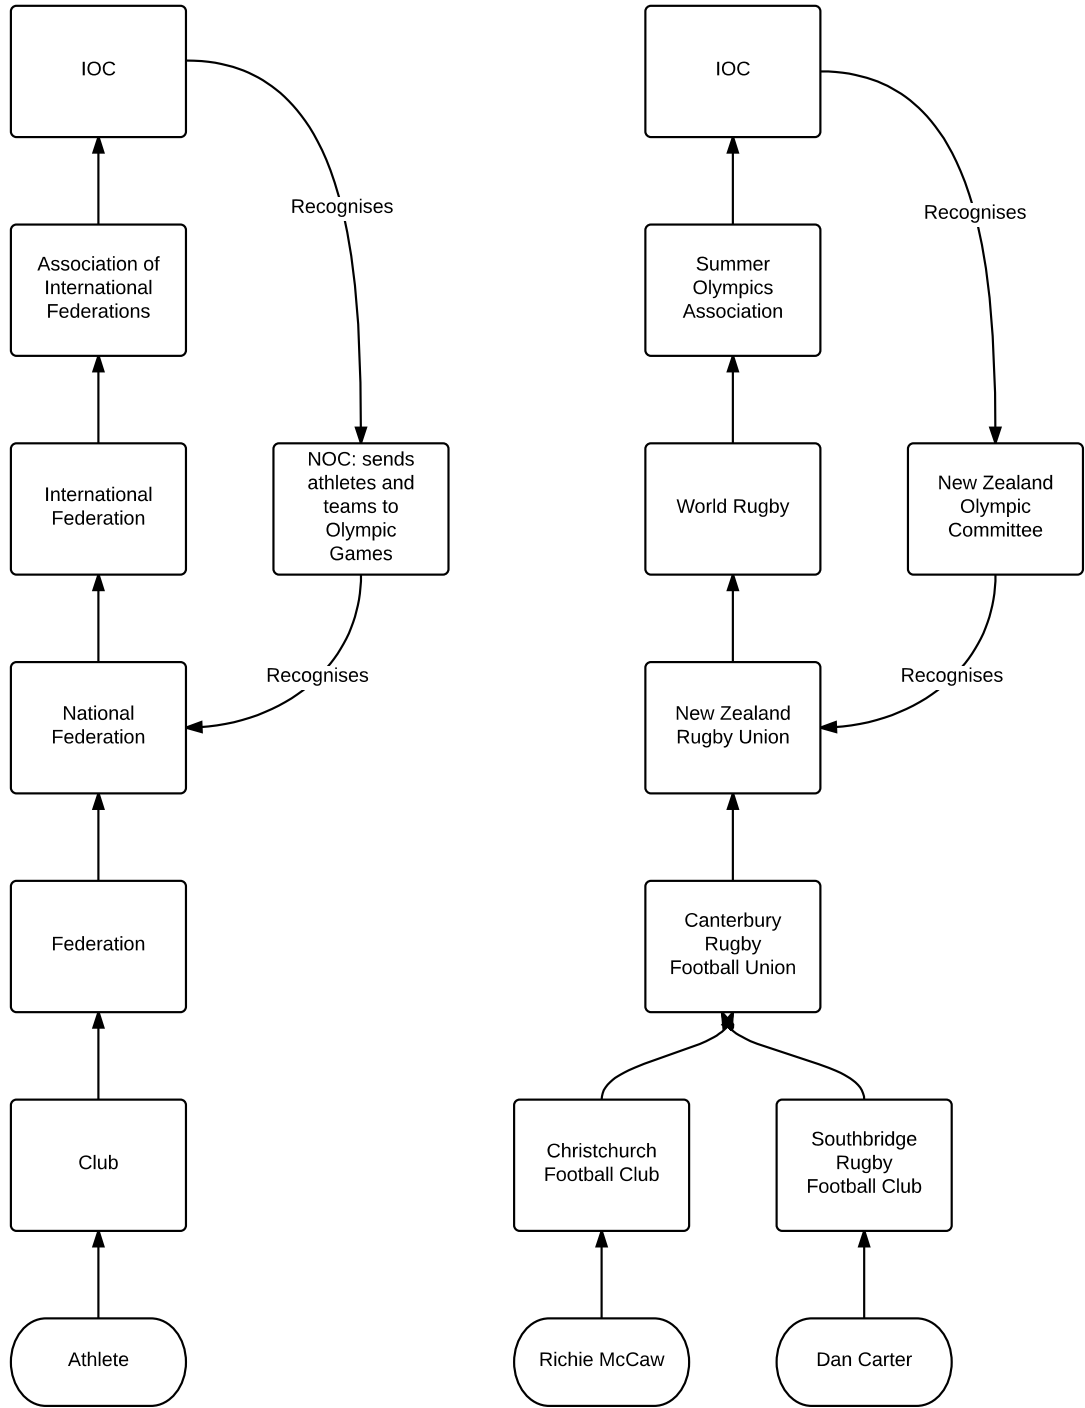 IOC
Recognises
Association of
International
Federations
International
Federation
NOC: sends
athletes and
teams to
Olympic
Games
Recognises
National
Federation
Federation
Club
Athlete
IOC
Recognises
Summer
Olympics
Association
World Rugby
New Zealand
Olympic
Committee
Recognises
New Zealand
Rugby Union
Canterbury
Rugby
Football Union
Christchurch
Football Club
Southbridge
Rugby
Football Club
Richie McCaw
Dan Carter